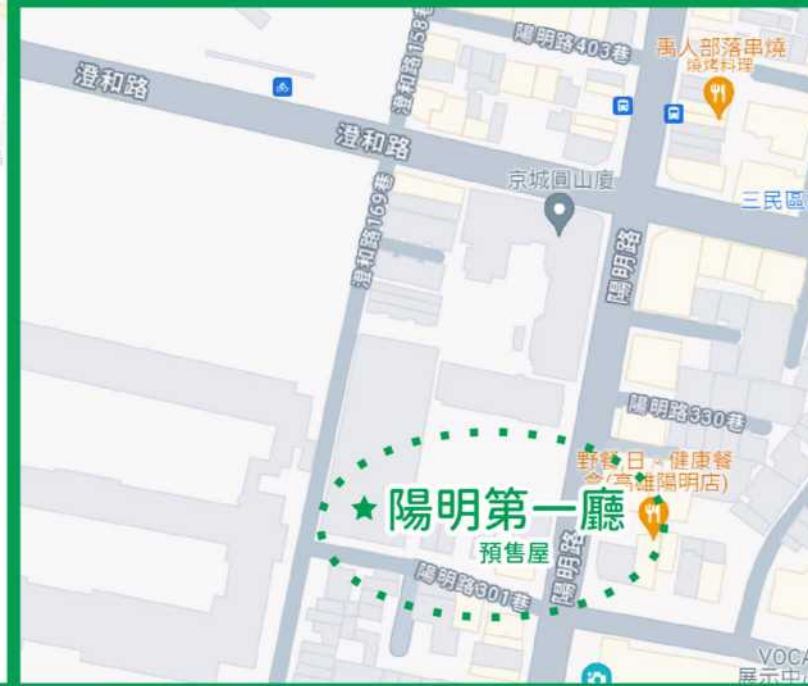 陽明路403巷
澄和路158巷
禹人部落串燒
燒烤料理
澄和路
澄和路
京城圓山廈
三民區
澄和路169巷
陽明路
陽明路330巷
野餐日 - 健康餐
陽明店)
陽明第一廳
預售屋
陽明路
陽明路301巷
VOCA
展示中